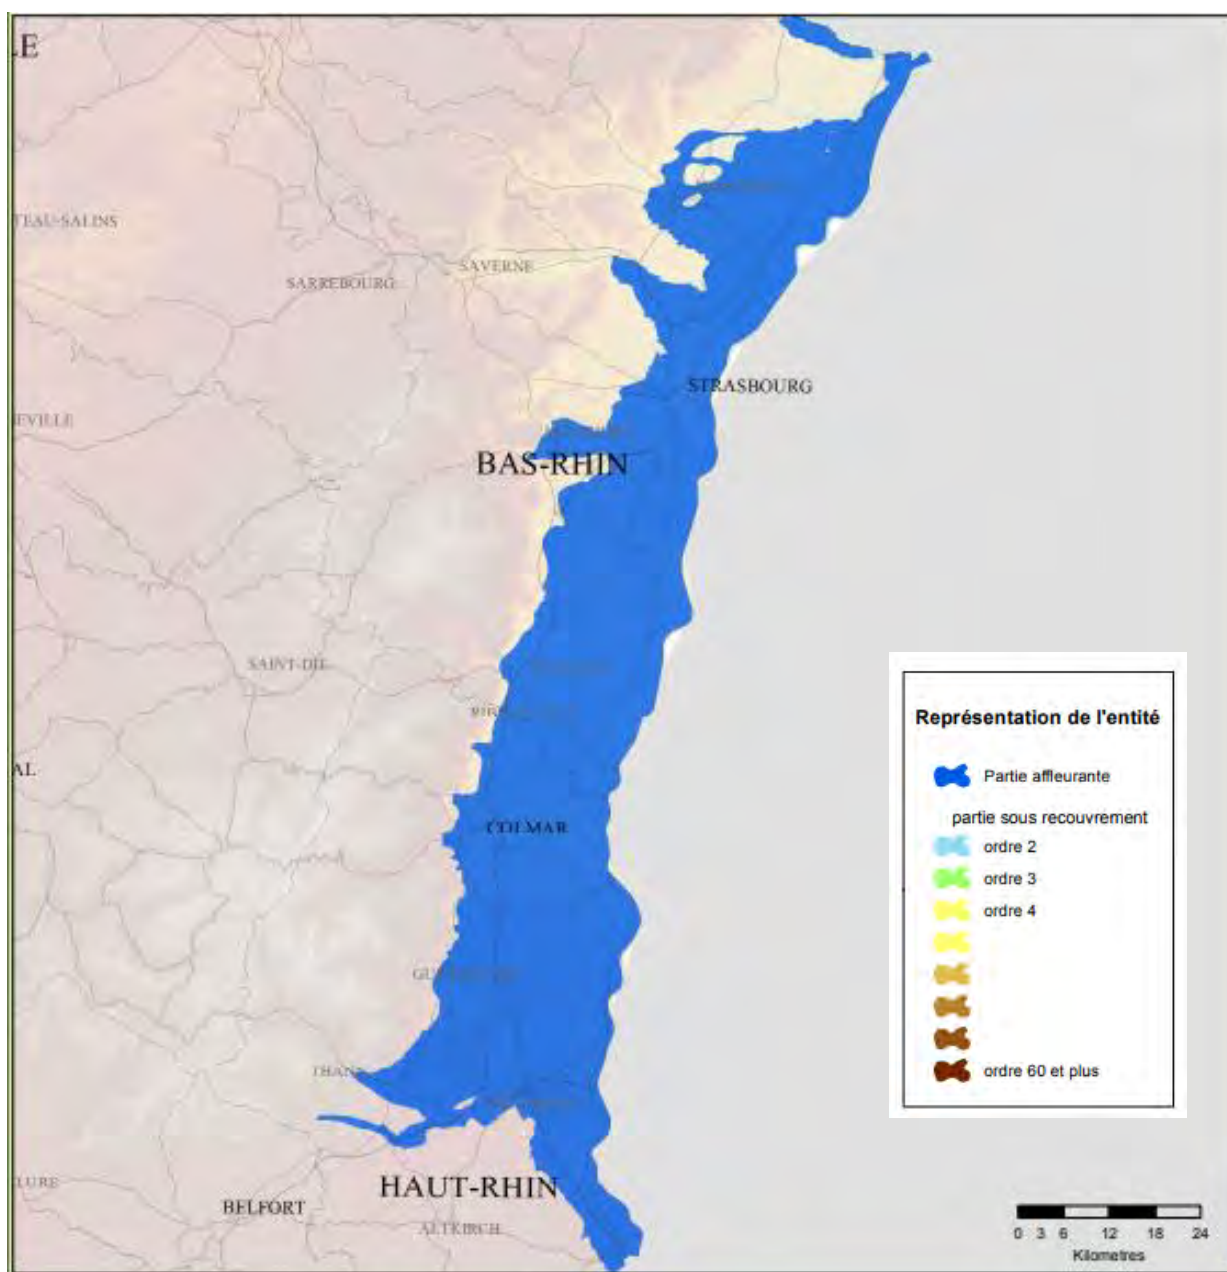 LE
TEAU-SALINS
SAVERNE
SARREBOURG
STRASBOURG
EVILLE
BAS-RHIN
SAINT-DIE
AL
COLMAR
THANN
HAUT-RHIN
LURE
BELFORT
ALTKIRCH
Représentation de l'entité
Partie affleurante
partie sous recouvrement
ordre 2
ordre 3
ordre 4
ordre 60 et plus
0 3 6 12 18 24
Kilometres